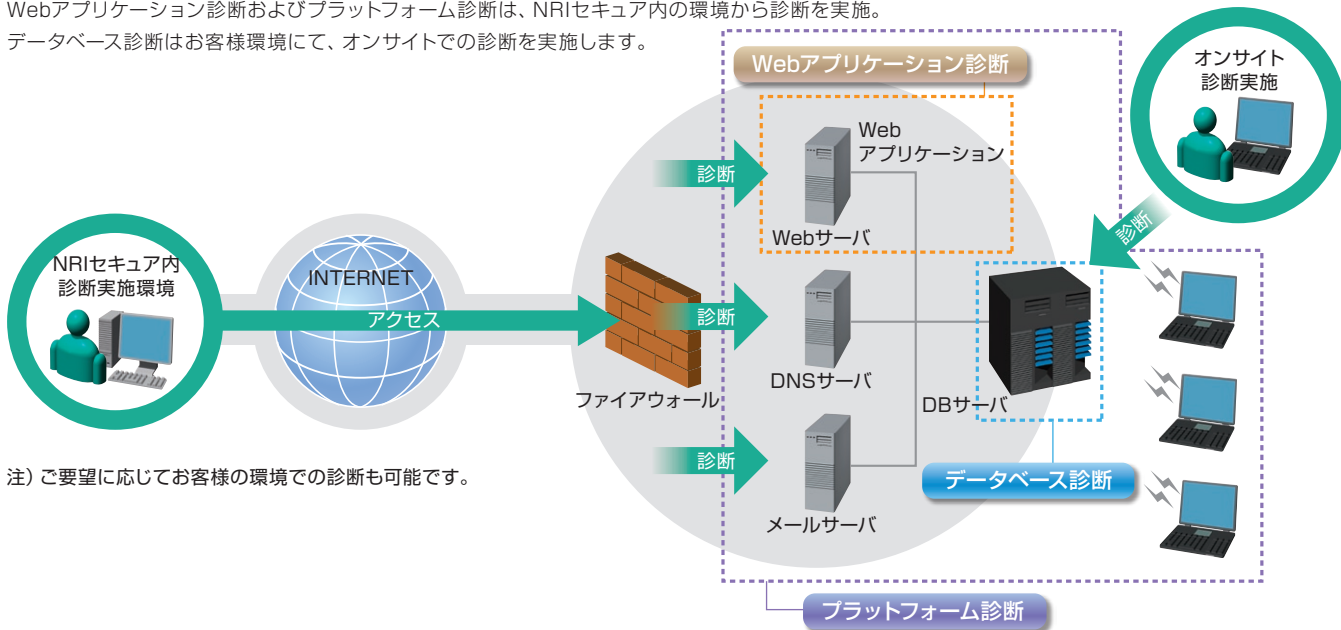 Webアプリケーション診断およびプラットフォーム診断は、NRIセキュア内の環境から診断を実施。
データベース診断はお客様環境にて、オンサイトでの診断を実施します。
Webアプリケーション診断
オンサイト
診断実施
Web
アプリケーション
診断
Webサーバ
診断
NRIセキュア内
診断実施環境
INTERNET
アクセス
診断
ファイアウォール
DNSサーバ
DBサーバ
診断
データベース診断
メールサーバ
注）ご要望に応じてお客様の環境での診断も可能です。
プラットフォーム診断